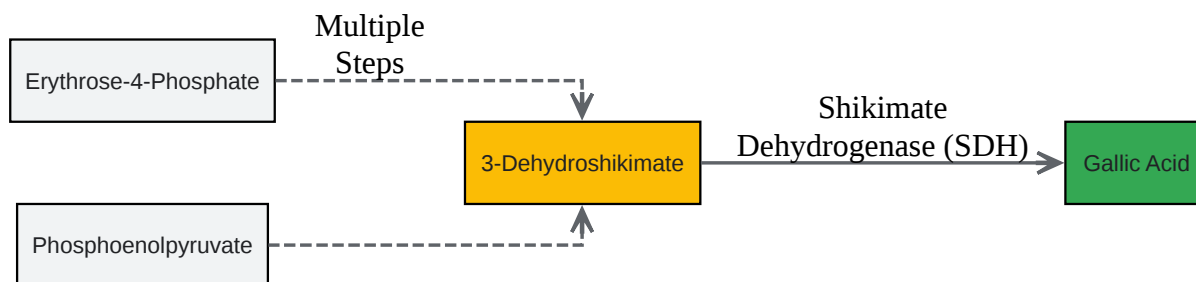 Multiple
Steps
Erythrose-4-Phosphate
Shikimate
Dehydrogenase (SDH)
3-Dehydroshikimate
Gallic Acid
Phosphoenolpyruvate